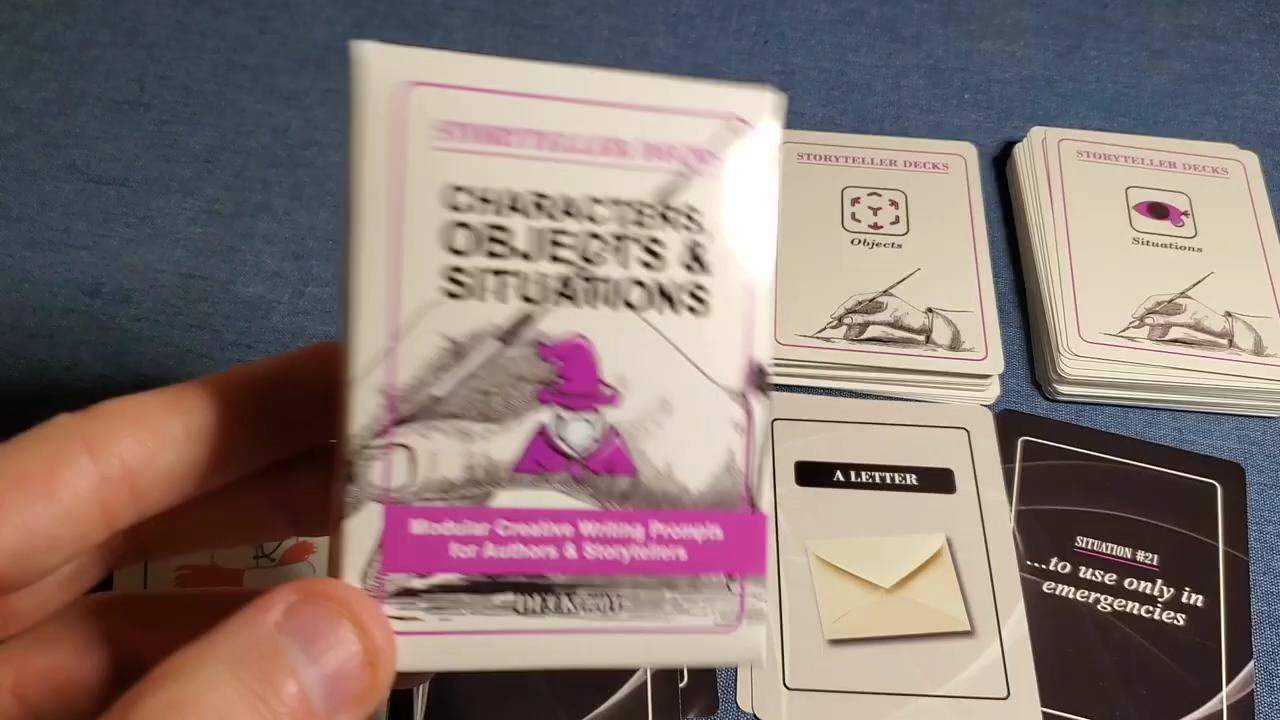 STORYTELLER DECKS
CHARACTERS
OBJECTS &
SITUATIONS
Modular Creative Writing Prompts
for Authors & Storytellers
STORYTELLER DECKS
Objects
STORYTELLER DECKS
Situations
A LETTER
SITUATION #21
...to use only in
emergencies